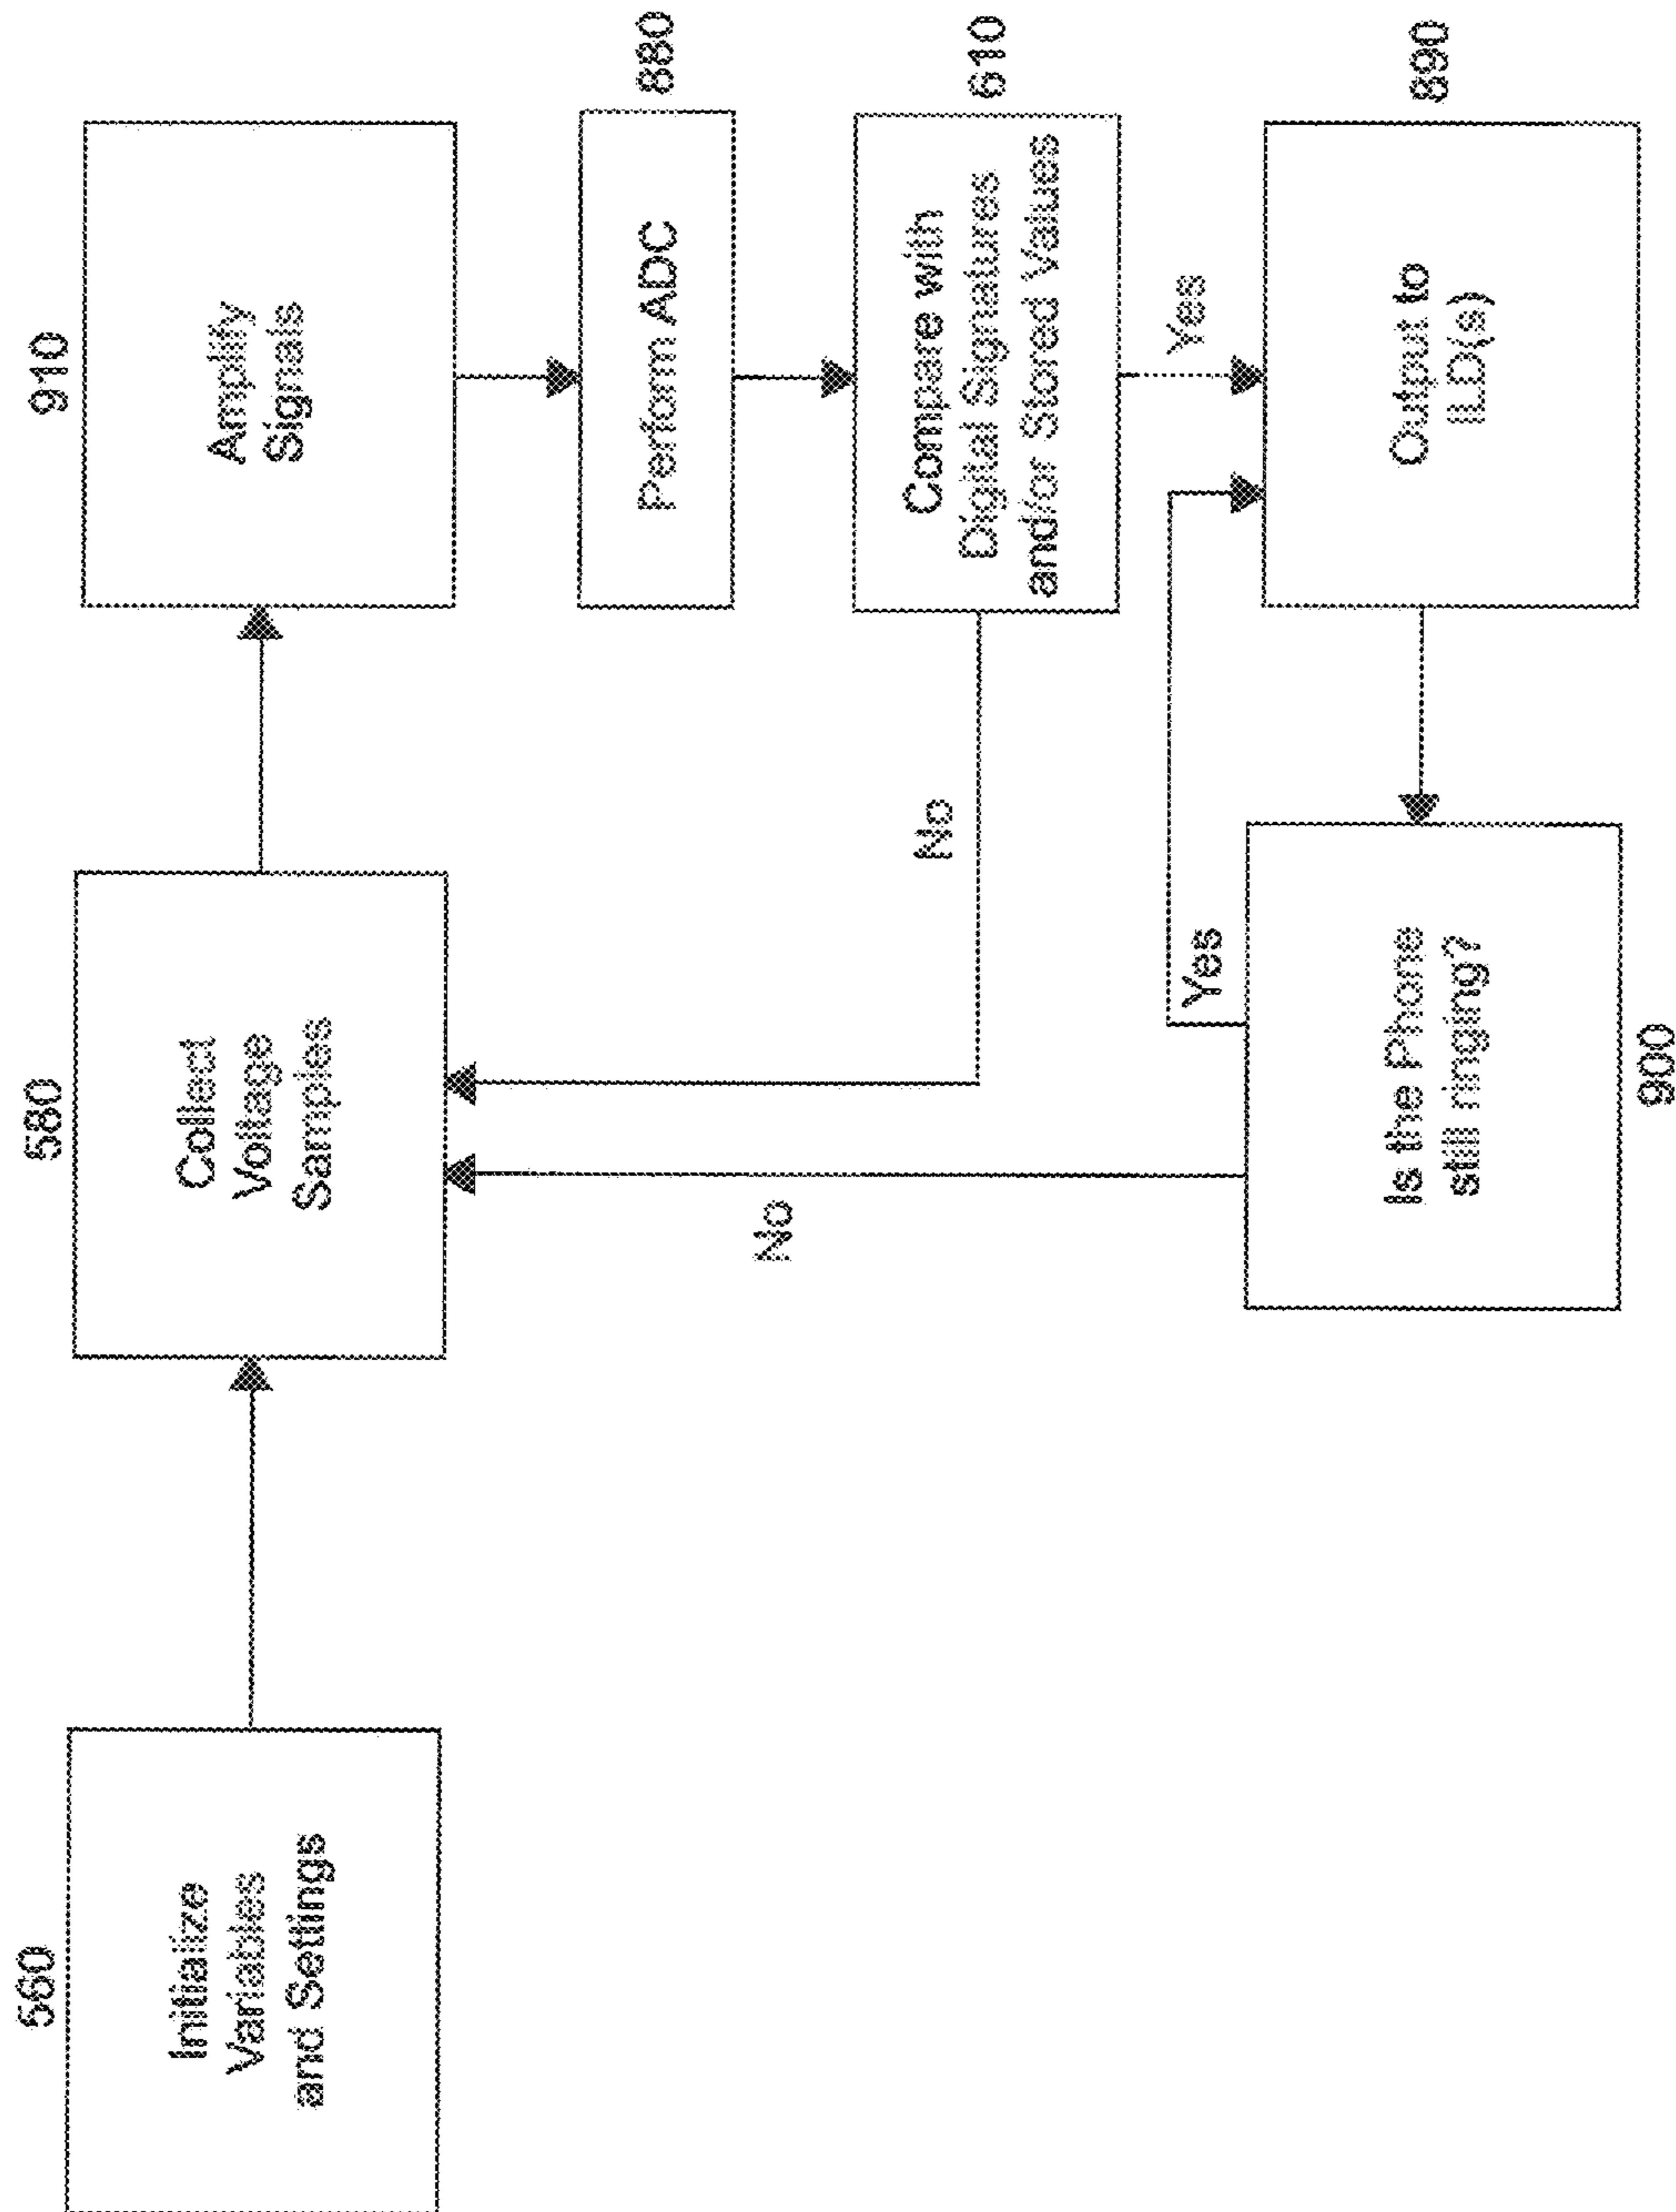 560
Initialize
Variables
and Settings
580
Collect
Voltage
Samples
910
Amplify
Signals
Perform ADC
880
Compare with
Digital Signatures
and/or Stored Values
610
No
Yes
No
Yes
Is the Phone
still ringing?
900
Output to
ILD(s)
890